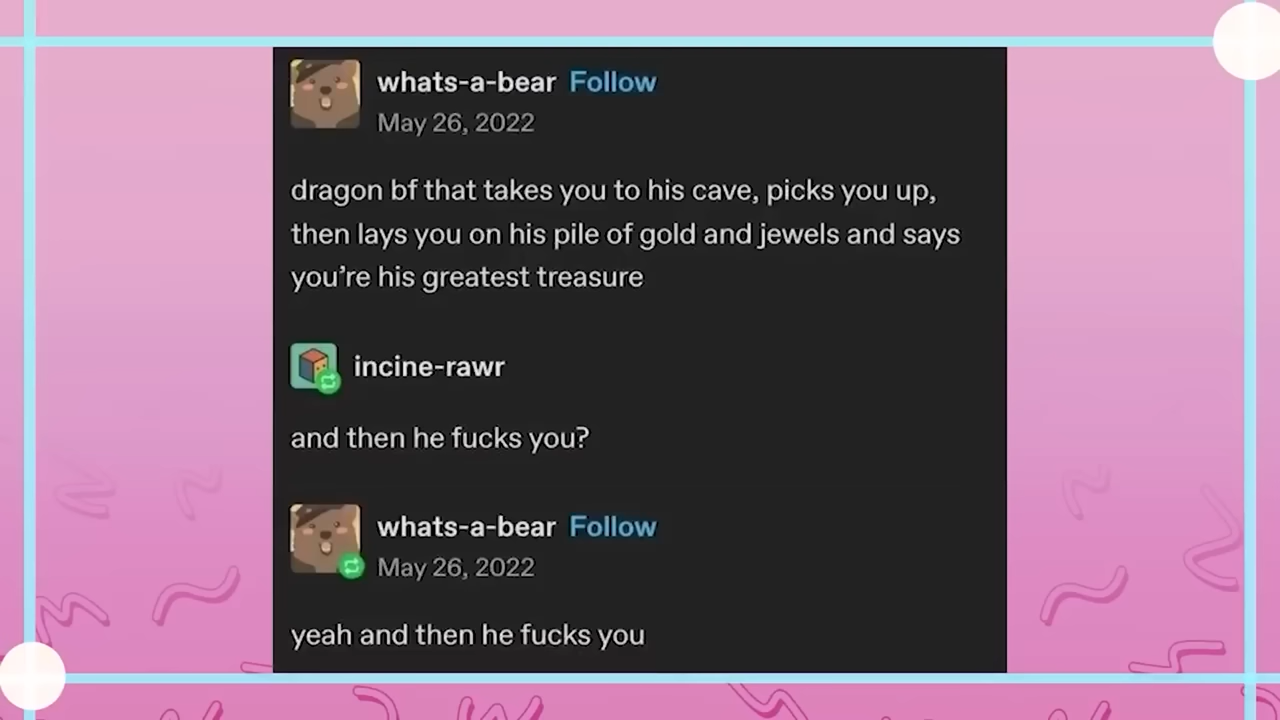 whats-a-bear Follow
May 26, 2022
dragon bf that takes you to his cave, picks you up,
then lays you on his pile of gold and jewels and says
you’re his greatest treasure
incine-rawr
and then he fucks you?
whats-a-bear Follow
May 26, 2022
yeah and then he fucks you